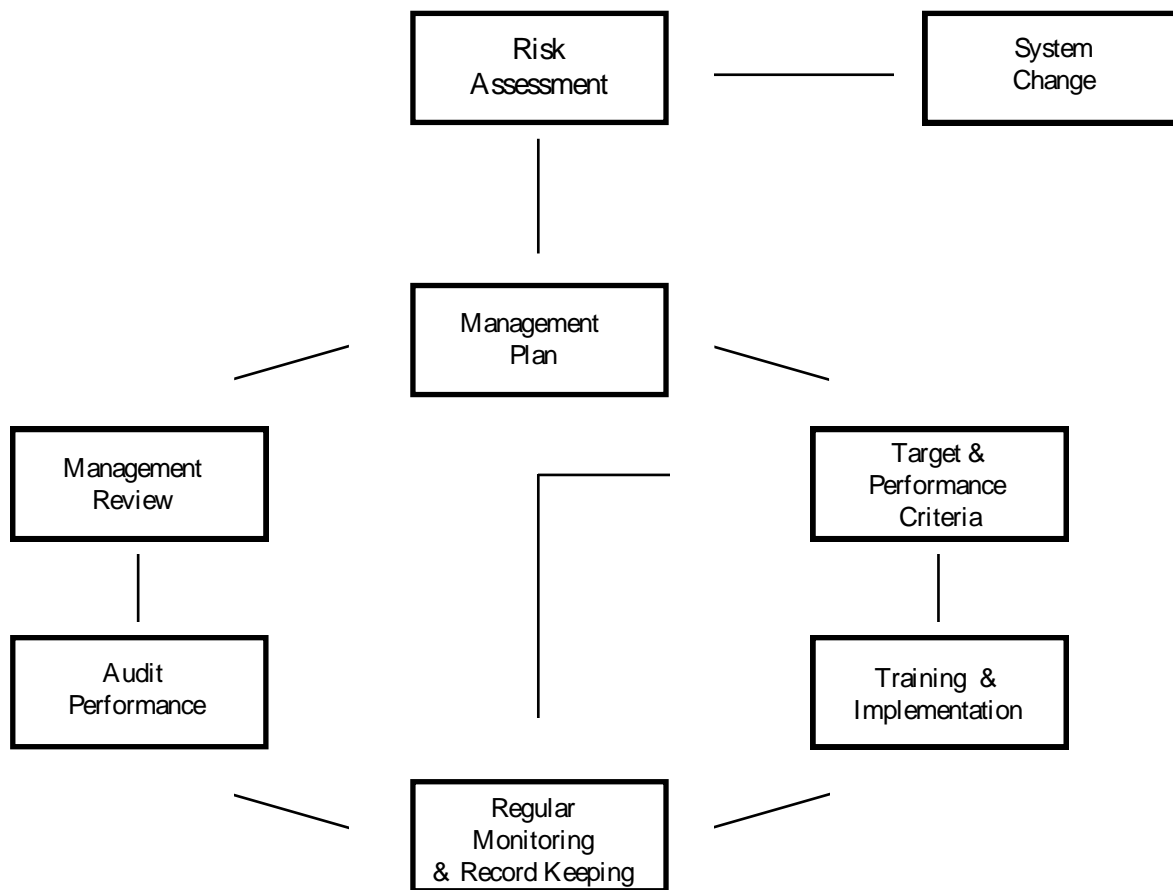 Risk
Assessment
System
Change
Management
Plan
Management
Review
Target &
Performance
Criteria
Audit
Performance
Training &
Implementation
Regular
Monitoring
& Record Keeping